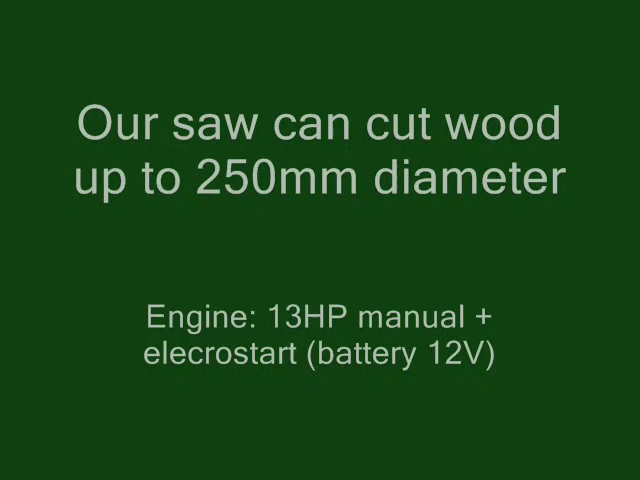 Our saw can cut wood
up to 250mm diameter
Engine: 13HP manual +
elecrostart (battery 12V)